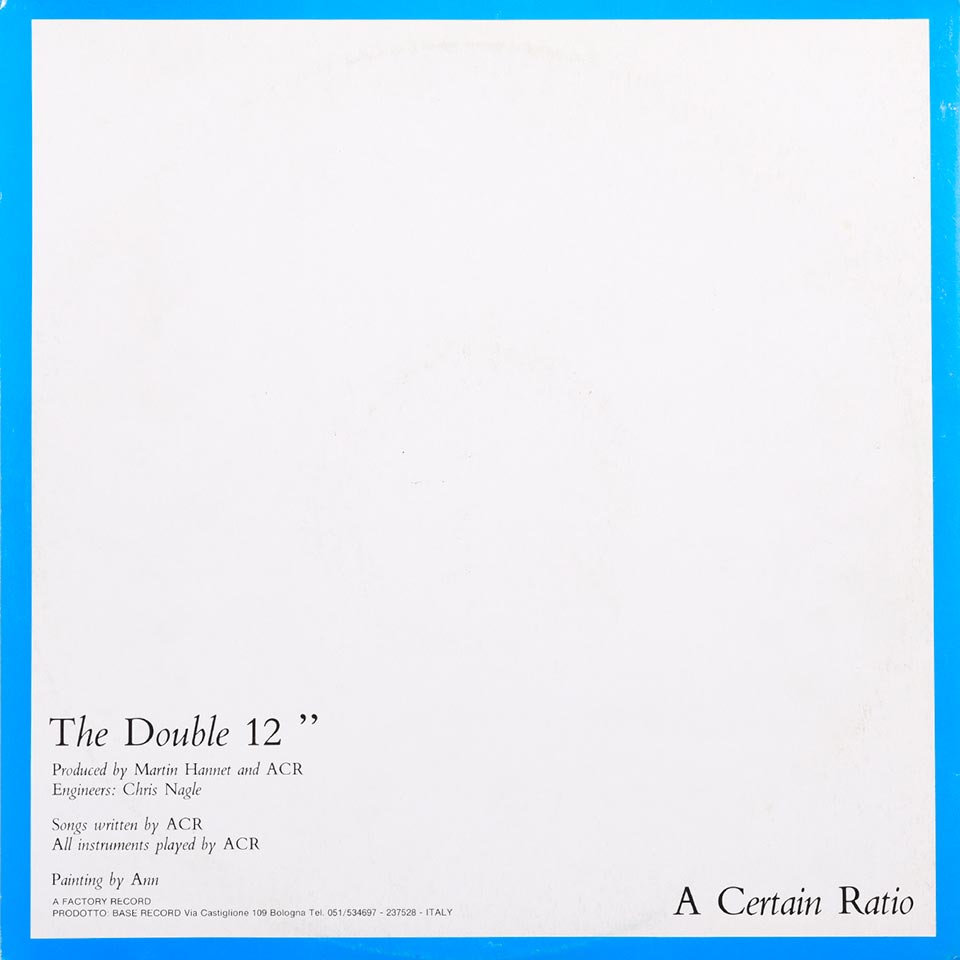 The Double 12 ”
Produced by Martin Hannet and ACR
Engineers: Chris Nagle
Songs written by ACR
All instruments played by ACR
Painting by Ann
A FACTORY RECORD
PRODOTTO: BASE RECORD Via Castiglione 109 Bologna Tel. 051/534697 - 237528 - ITALY
A Certain Ratio